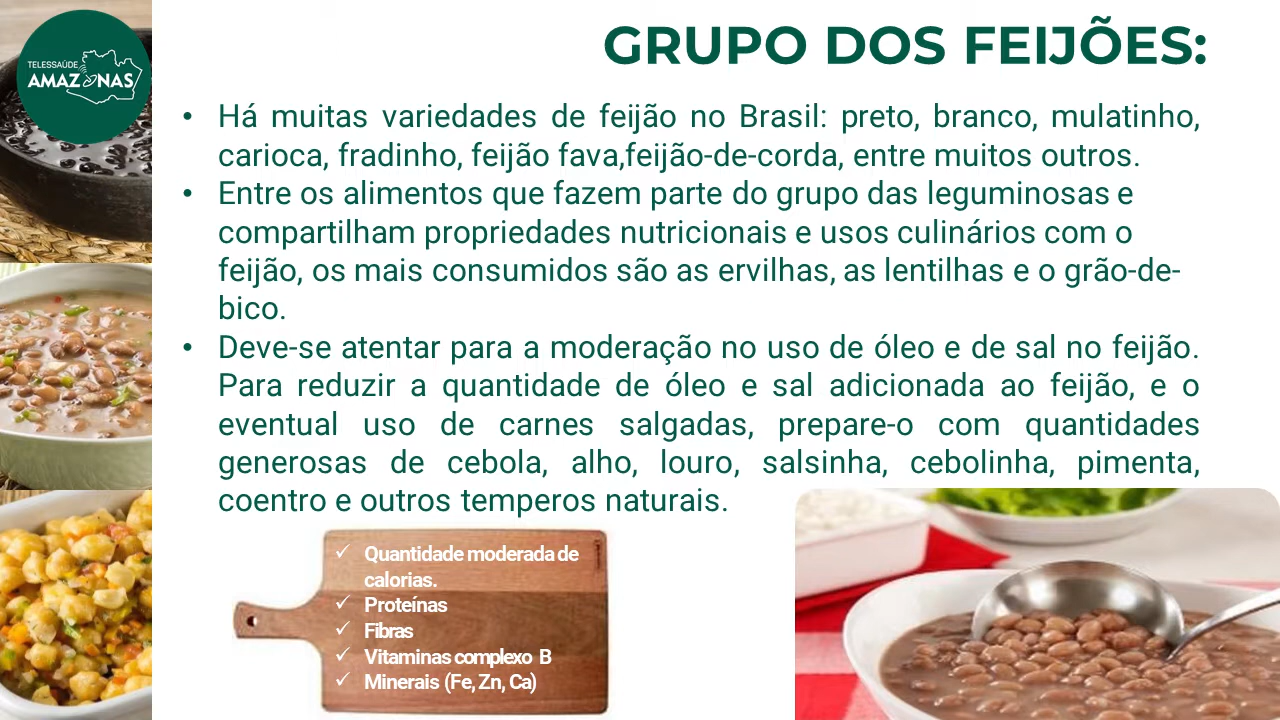 TELESSAÚDE
AMAZONAS
GRUPO DOS FEIJÕES:
• Há muitas variedades de feijão no Brasil: preto, branco, mulatinho,
carioca, fradinho, feijão fava,feijão-de-corda, entre muitos outros.
• Entre os alimentos que fazem parte do grupo das leguminosas e
compartilham propriedades nutricionais e usos culinários com o
feijão, os mais consumidos são as ervilhas, as lentilhas e o grão-de-
bico.
• Deve-se atentar para a moderação no uso de óleo e de sal no feijão.
Para reduzir a quantidade de óleo e sal adicionada ao feijão, e o
eventual uso de carnes salgadas, prepare-o com quantidades
generosas de cebola, alho, louro, salsinha, cebolinha, pimenta,
coentro e outros temperos naturais.
✓ Quantidade moderada de
calorias.
✓ Proteínas
✓ Fibras
✓ Vitaminas complexo B
✓ Minerais (Fe, Zn, Ca)